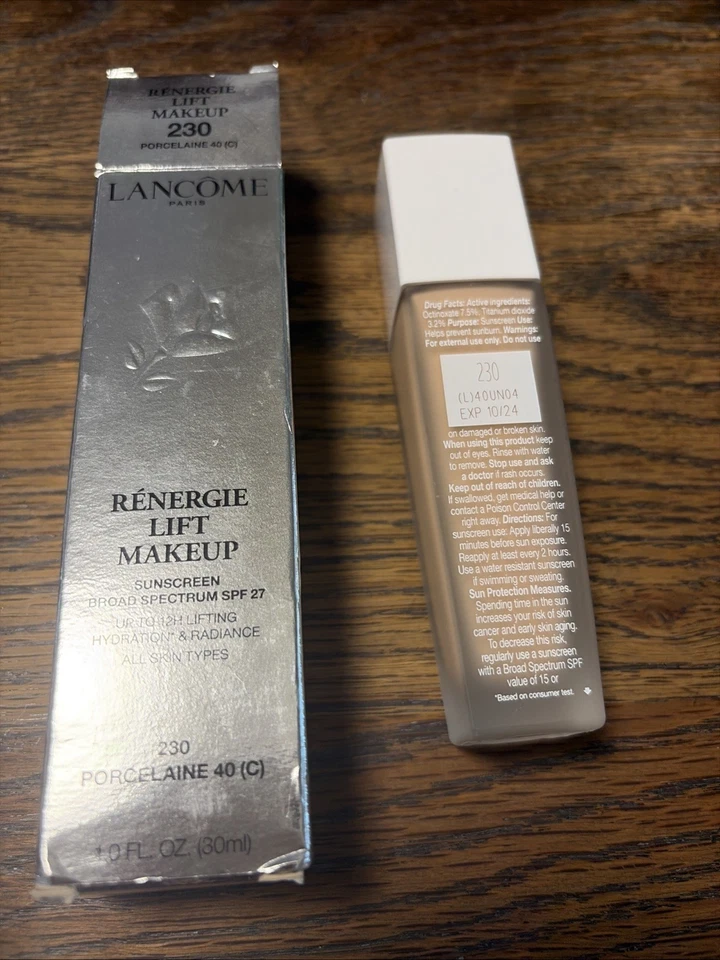 RÉNERGIE
LIFT
MAKEUP
230
PORCELAINE 40 (C)
LANCÔME
PARIS
RÉNERGIE
LIFT
MAKEUP
SUNSCREEN
BROAD SPECTRUM SPF 27
UP TO 12H LIFTING
HYDRATION* & RADIANCE
ALL SKIN TYPES
230
PORCELAINE 40 (C)
1.0 FL. OZ. (30ml)
Drug Facts: Active ingredients:
Octinoxate 7.5%, Titanium dioxide
3.2% Purpose: Sunscreen Use:
Helps prevent sunburn. Warnings:
For external use only. Do not use
230
(L)40UN04
EXP 10/24
on damaged or broken skin.
When using this product keep
out of eyes. Rinse with water
to remove. Stop use and ask
a doctor if rash occurs.
Keep out of reach of children.
If swallowed, get medical help or
contact a Poison Control Center
right away. Directions: For
sunscreen use: Apply liberally 15
minutes before sun exposure.
Reapply at least every 2 hours.
Use a water resistant sunscreen
if swimming or sweating.
Sun Protection Measures.
Spending time in the sun
increases your risk of skin
cancer and early skin aging.
To decrease this risk,
regularly use a sunscreen
with a Broad Spectrum SPF
value of 15 or
*Based on consumer test.